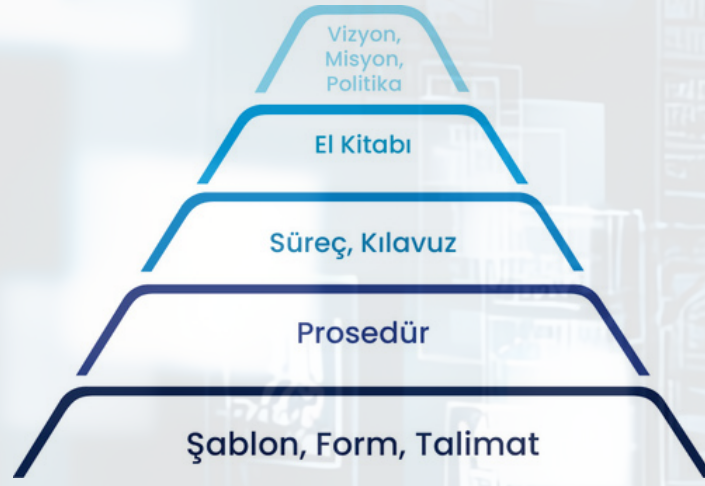 Vizyon,
Misyon,
Politika
El Kitabı
Süreç, Kılavuz
Prosedür
Şablon, Form, Talimat